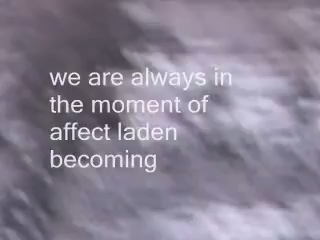 we are always in
the moment of
affect laden
becoming